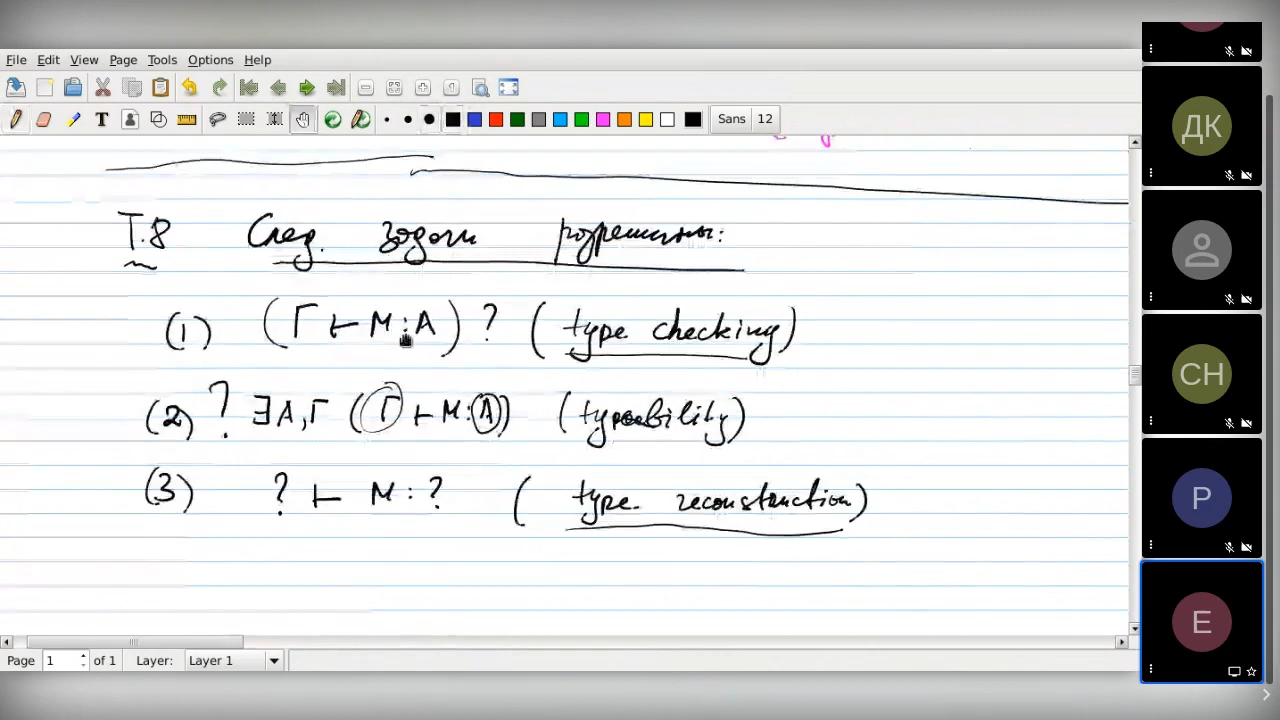 File Edit View Page Tools Options Help
Sans 12
Т.8 След. задачи разрешимы:
(1) (Γ ⊢ M : A) ? (type checking)
(2) ? ∃A,Γ (Γ ⊢ M : A) (typeability)
(3) ? ⊢ M : ? (type reconstruction)
Page 1 of 1 Layer: Layer 1
ДК
СН
Р
Е